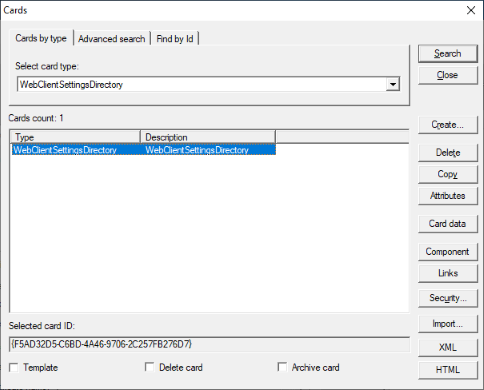 Cards
Cards by type
Advanced search
Find by Id
Search
Select card type:
Close
WebClientSettingsDirectory
Cards count: 1
Create...
Type Description
WebClientSettingsDirectory WebClientSettingsDirectory
Delete
Copy
Attributes
Card data
Component
Links
Security...
Selected card ID:
Import...
{F5AD32D5-C6BD-4A46-9706-2C257FB276D7}
XML
Template
Delete card
Archive card
HTML